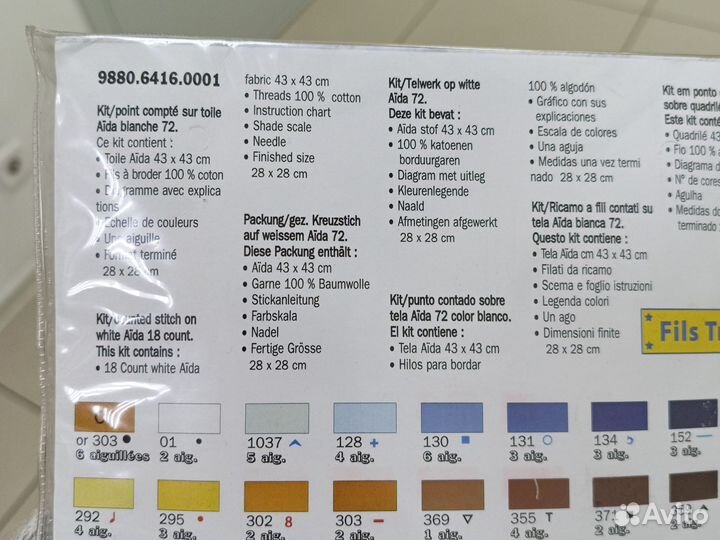 9880.6416.0001
Kit/point compté sur toile
Aïda blanche 72.
Ce kit contient :
• Toile Aïda 43 x 43 cm
• Fils à broder 100 % coton
• Diagramme avec explica
tions
• Echelle de couleurs
• Une aiguille
• Format terminé
28 x 28 cm
Kit/Counted stitch on
white Aïda 18 count.
This kit contains :
• 18 Count white Aïda
fabric 43 x 43 cm
• Threads 100 % cotton
• Instruction chart
• Shade scale
• Needle
• Finished size
28 x 28 cm
Packung/gez. Kreuzstich
auf weissem Aïda 72.
Diese Packung enthält :
• Aïda 43 x 43 cm
• Garne 100 % Baumwolle
• Stickanleitung
• Farbskala
• Nadel
• Fertige Grösse
28 x 28 cm
Kit/Telwerk op witte
Aïda 72.
Deze kit bevat :
• Aïda stof 43 x 43 cm
• 100 % katoenen
borduurgaren
• Diagram met uitleg
• Kleurenlegende
• Naald
• Afmetingen afgewerkt
28 x 28 cm
Kit/punto contado sobre
tela Aïda 72 color blanco.
El kit contiene :
• Tela Aïda 43 x 43 cm
• Hilos para bordar
100 % algodón
• Gráfico con sus
explicaciones
• Escala de colores
• Una aguja
• Medidas una vez termi
nado 28 x 28 cm
Kit/Ricamo a fili contati su
tela Aïda bianca 72.
Questo kit contiene :
• Tela Aïda cm 43 x 43 cm
• Filati da ricamo
• Scema e foglio istruzioni
• Legenda colori
• Un ago
• Dimensioni finite
28 x 28 cm
Kit em ponto
sobre quadrilé
Este kit conté
• Quadrilé 43
• Fio 100 %
• Diagrama
• N° de cores
• Agulha
• Medidas do
terminado
Fils Tr
or 303 01 1037 128 130 131 134 152
6 aiguillées 2 aig. 5 aig. 4 aig. 6 aig. 3 aig. 3 aig. 3 aig.
292 295 302 8 303 369 355 T 371
4 aig. 3 aig. 2 aig. 2 aig. 1 aig. 4 aig. 2 aig.
Avito